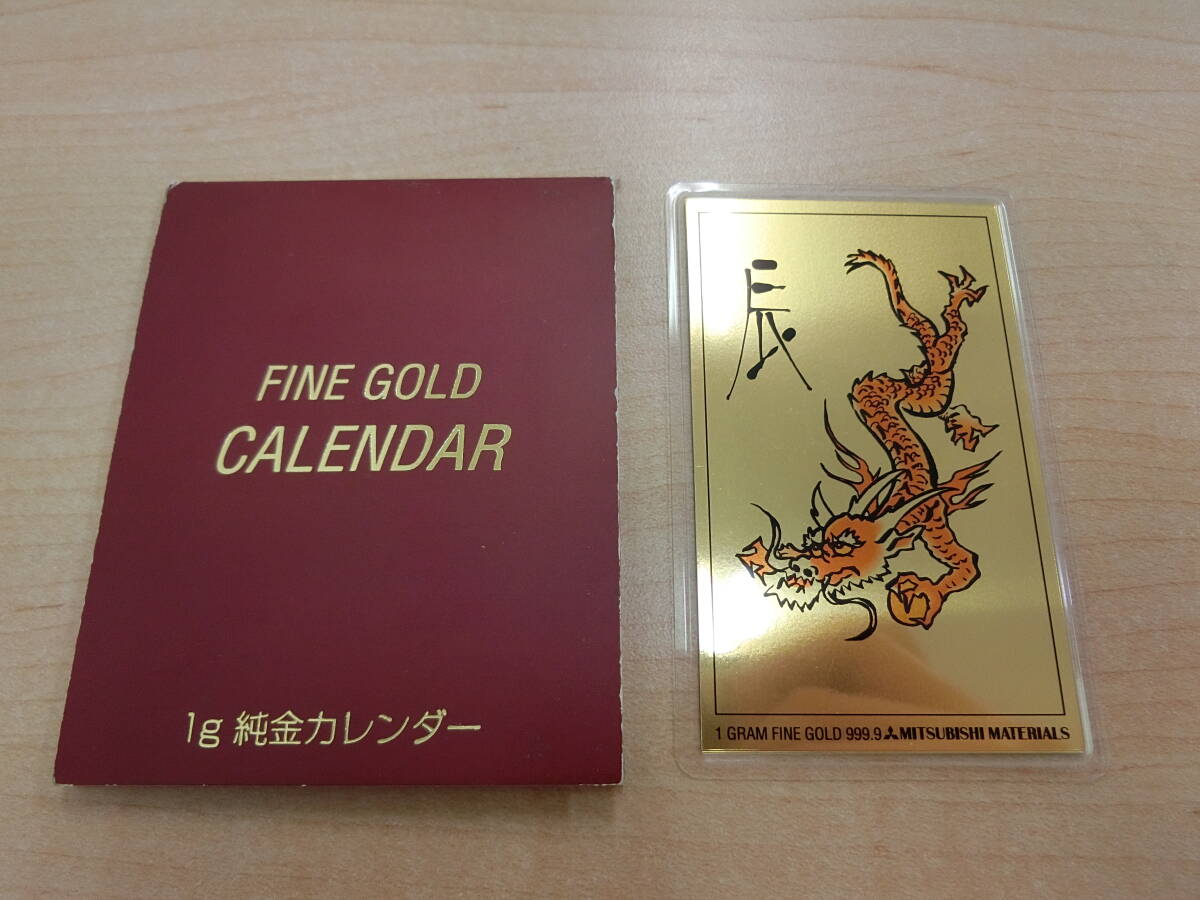 FINE GOLD
CALENDAR
1g 純金カレンダー
辰
1 GRAM FINE GOLD 999.9 MITSUBISHI MATERIALS